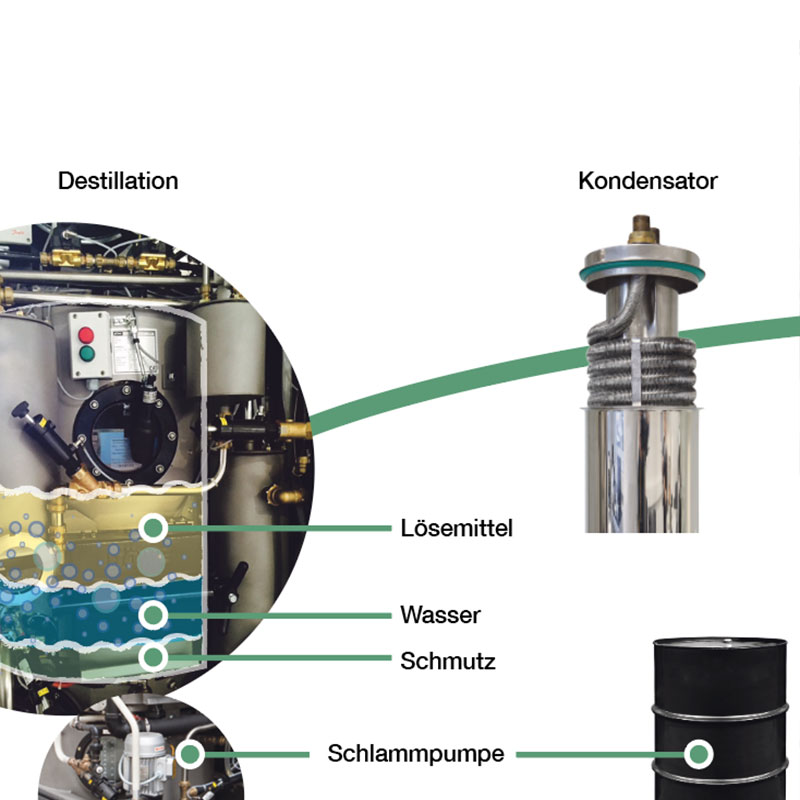 Destillation
Kondensator
Lösemittel
Wasser
Schmutz
Schlammpumpe